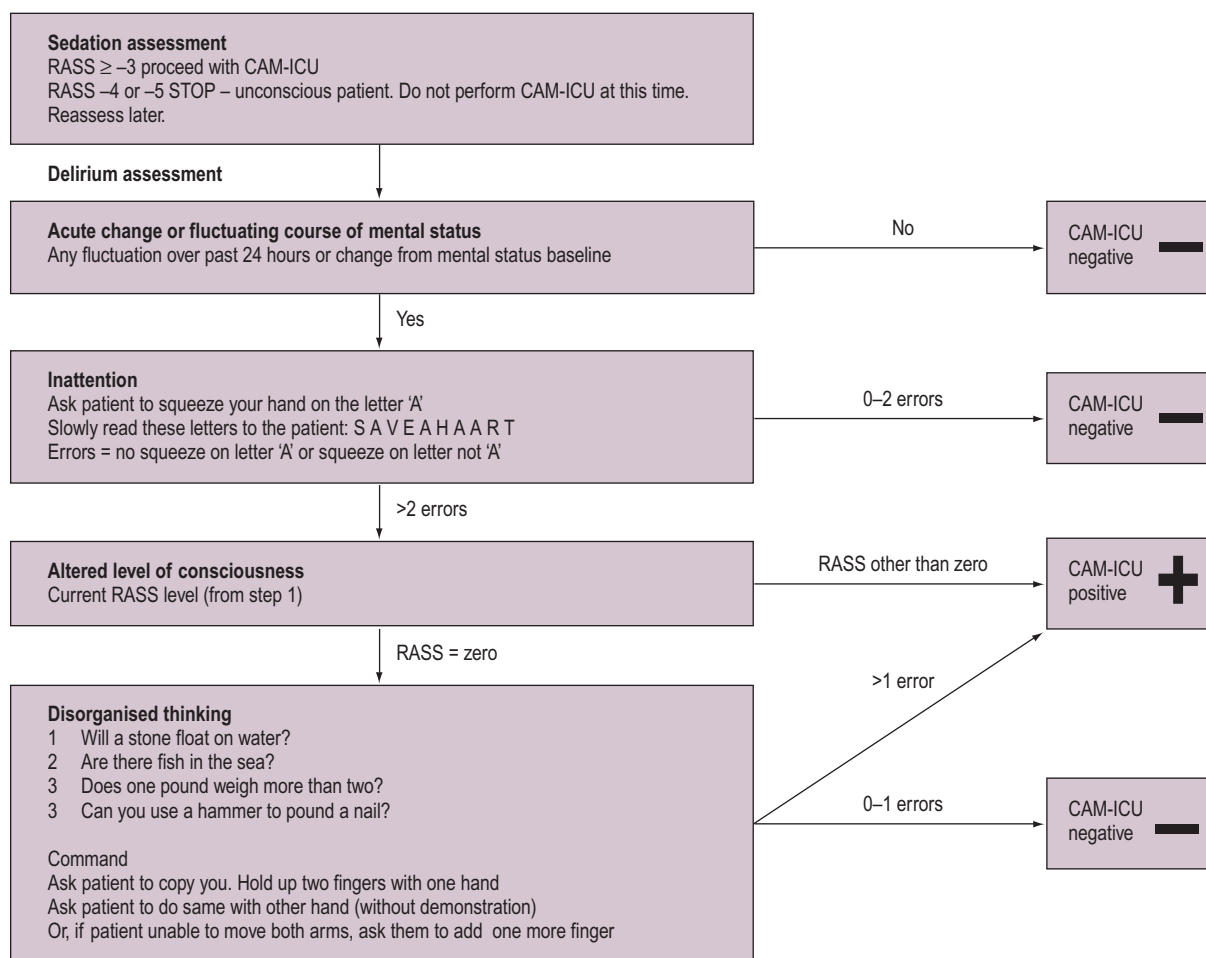 Sedation assessment
RASS ≥ –3 proceed with CAM-ICU
RASS –4 or –5 STOP – unconscious patient. Do not perform CAM-ICU at this time.
Reassess later.
Delirium assessment
Acute change or fluctuating course of mental status
Any fluctuation over past 24 hours or change from mental status baseline
No
CAM-ICU
negative
Yes
Inattention
Ask patient to squeeze your hand on the letter ‘A’
Slowly read these letters to the patient: S A V E A H A A R T
Errors = no squeeze on letter ‘A’ or squeeze on letter not ‘A’
0–2 errors
CAM-ICU
negative
>2 errors
Altered level of consciousness
Current RASS level (from step 1)
RASS other than zero
CAM-ICU
positive
RASS = zero
>1 error
Disorganised thinking
1 Will a stone float on water?
2 Are there fish in the sea?
3 Does one pound weigh more than two?
3 Can you use a hammer to pound a nail?
Command
Ask patient to copy you. Hold up two fingers with one hand
Ask patient to do same with other hand (without demonstration)
Or, if patient unable to move both arms, ask them to add one more finger
0–1 errors
CAM-ICU
negative